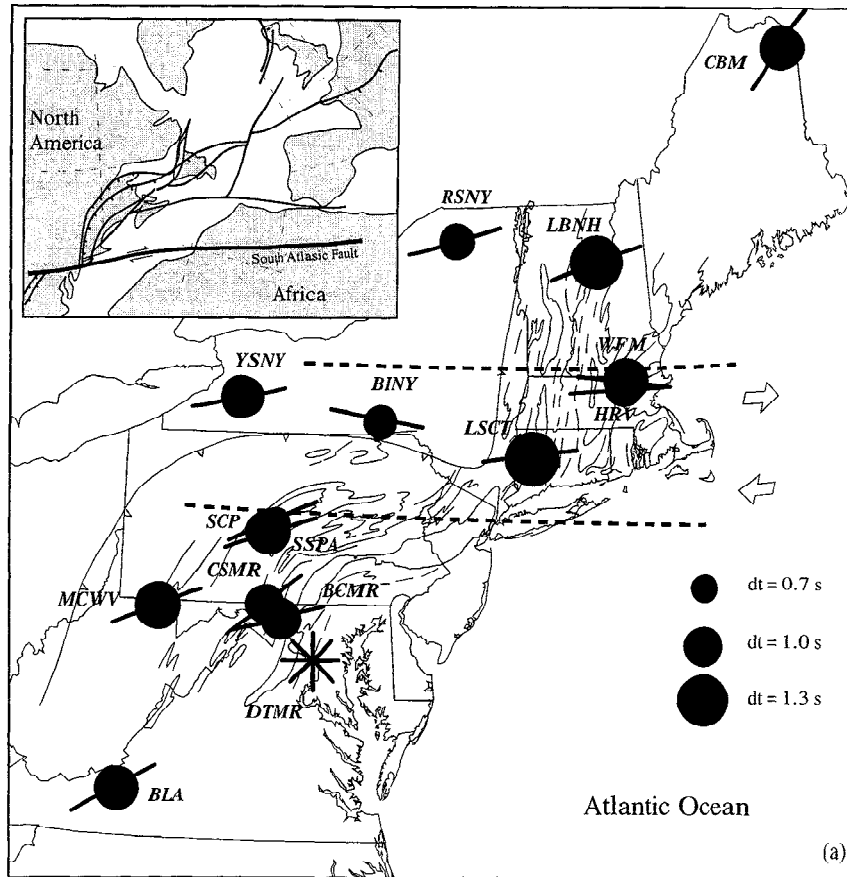 North
America
South Atlasic Fault
Africa
CBM
RSNY
LBNH
WFM
YSNY
BINY
HRV
LSCT
SCP
SSPA
CSMR
BCMR
MCWV
DTMR
BLA
dt = 0.7 s
dt = 1.0 s
dt = 1.3 s
Atlantic Ocean
(a)